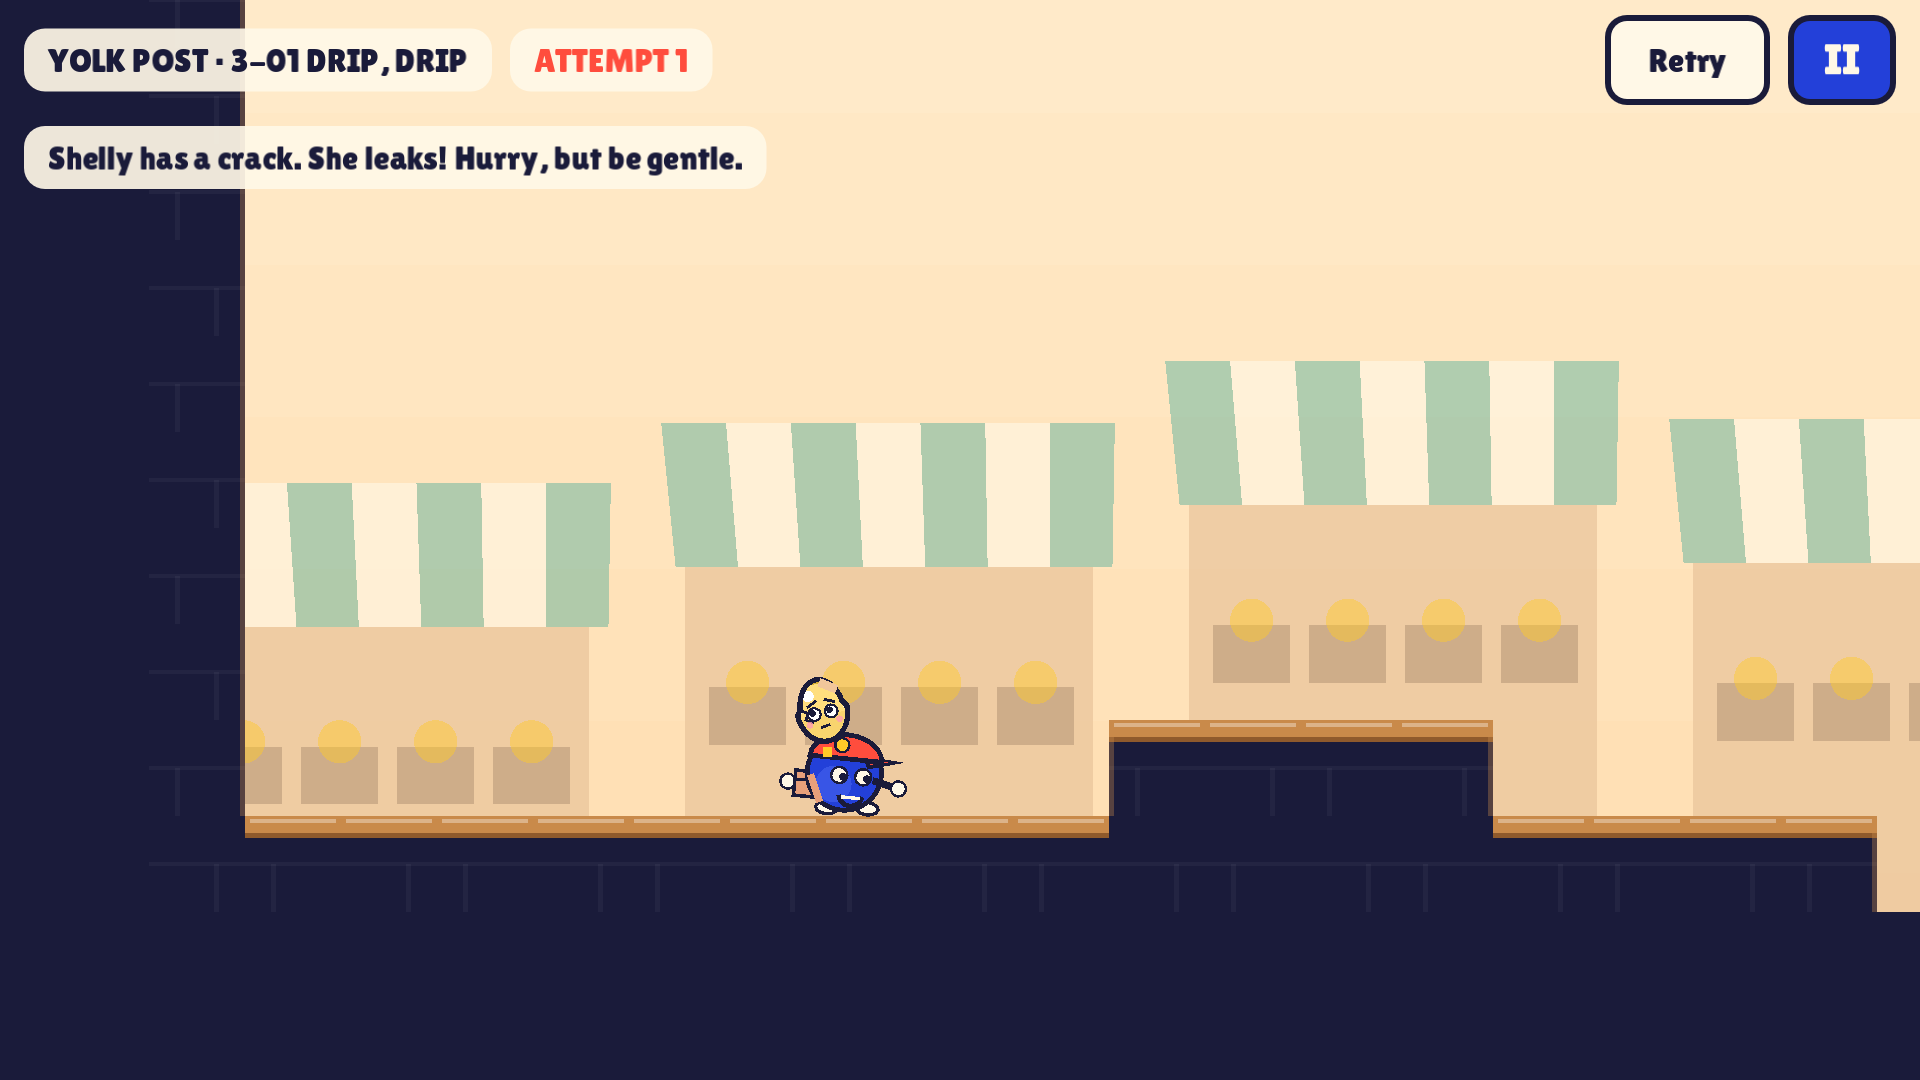 YOLK POST · 3-01 DRIP, DRIP
ATTEMPT 1
Retry
II
Shelly has a crack. She leaks! Hurry, but be gentle.